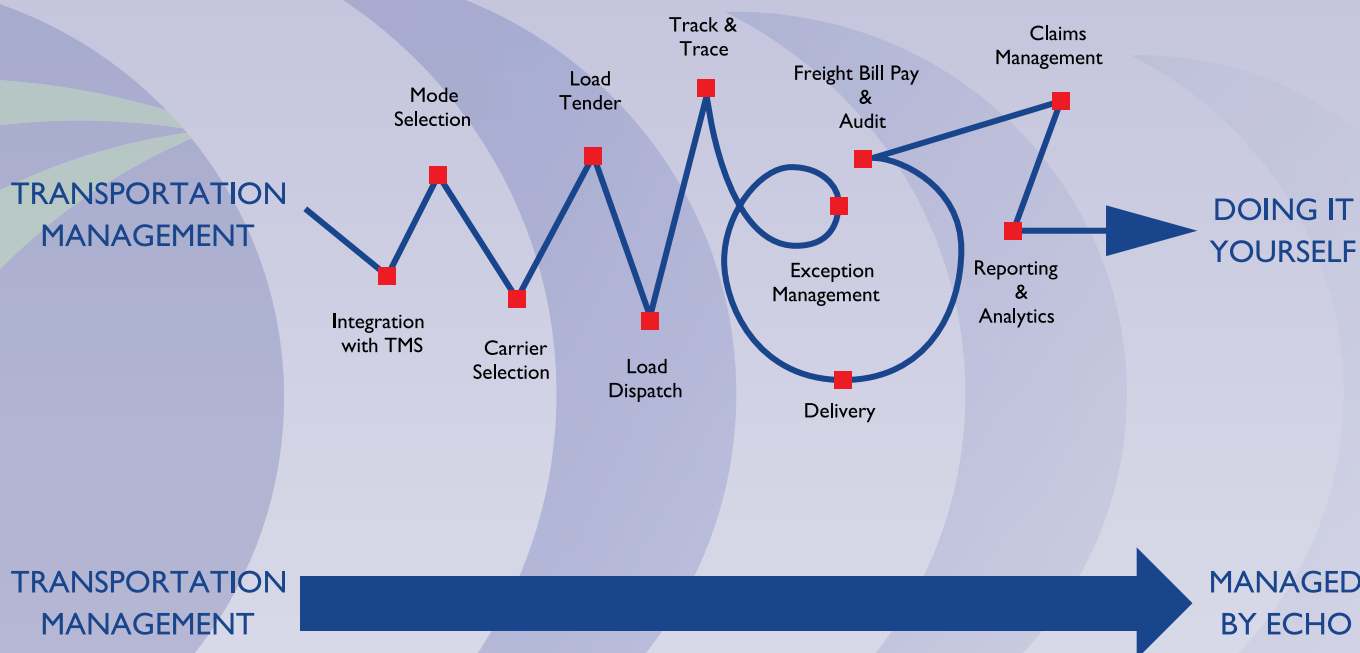 TRANSPORTATION
MANAGEMENT
Integration
with TMS
Mode
Selection
Carrier
Selection
Load
Tender
Load
Dispatch
Track &
Trace
Exception
Management
Delivery
Freight Bill Pay
&
Audit
Claims
Management
Reporting
&
Analytics
DOING IT
YOURSELF
TRANSPORTATION
MANAGEMENT
MANAGED
BY ECHO